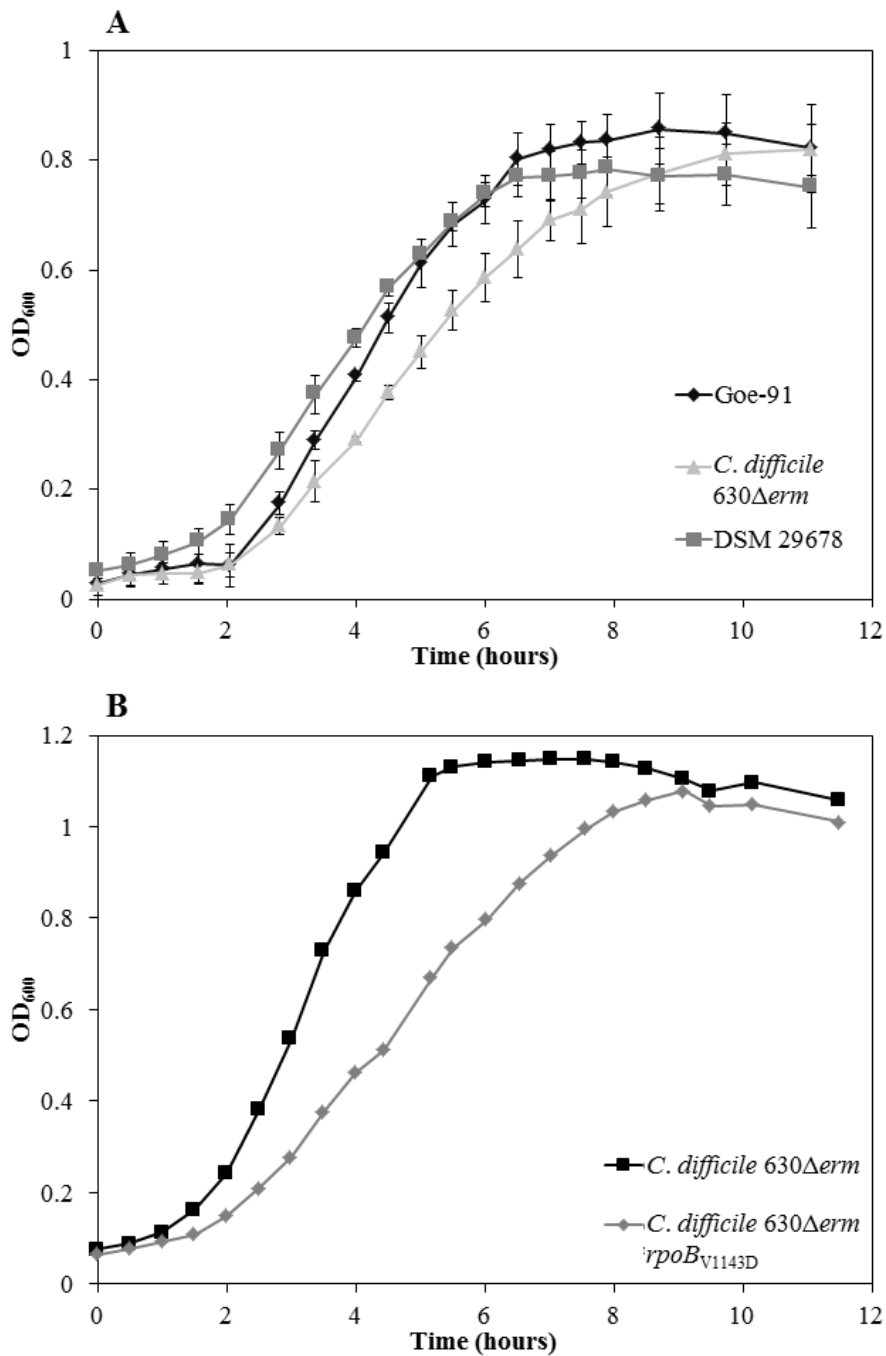 A
1
0.8
0.6
0.4
0.2
0
OD600
0 2 4 6 8 10 12
Time (hours)
Goe-91
C. difficile
630Δerm
DSM 29678
B
1.2
1
0.8
0.6
0.4
0.2
0
OD600
0 2 4 6 8 10 12
Time (hours)
C. difficile 630Δerm
C. difficile 630Δerm
rpoBV1143D